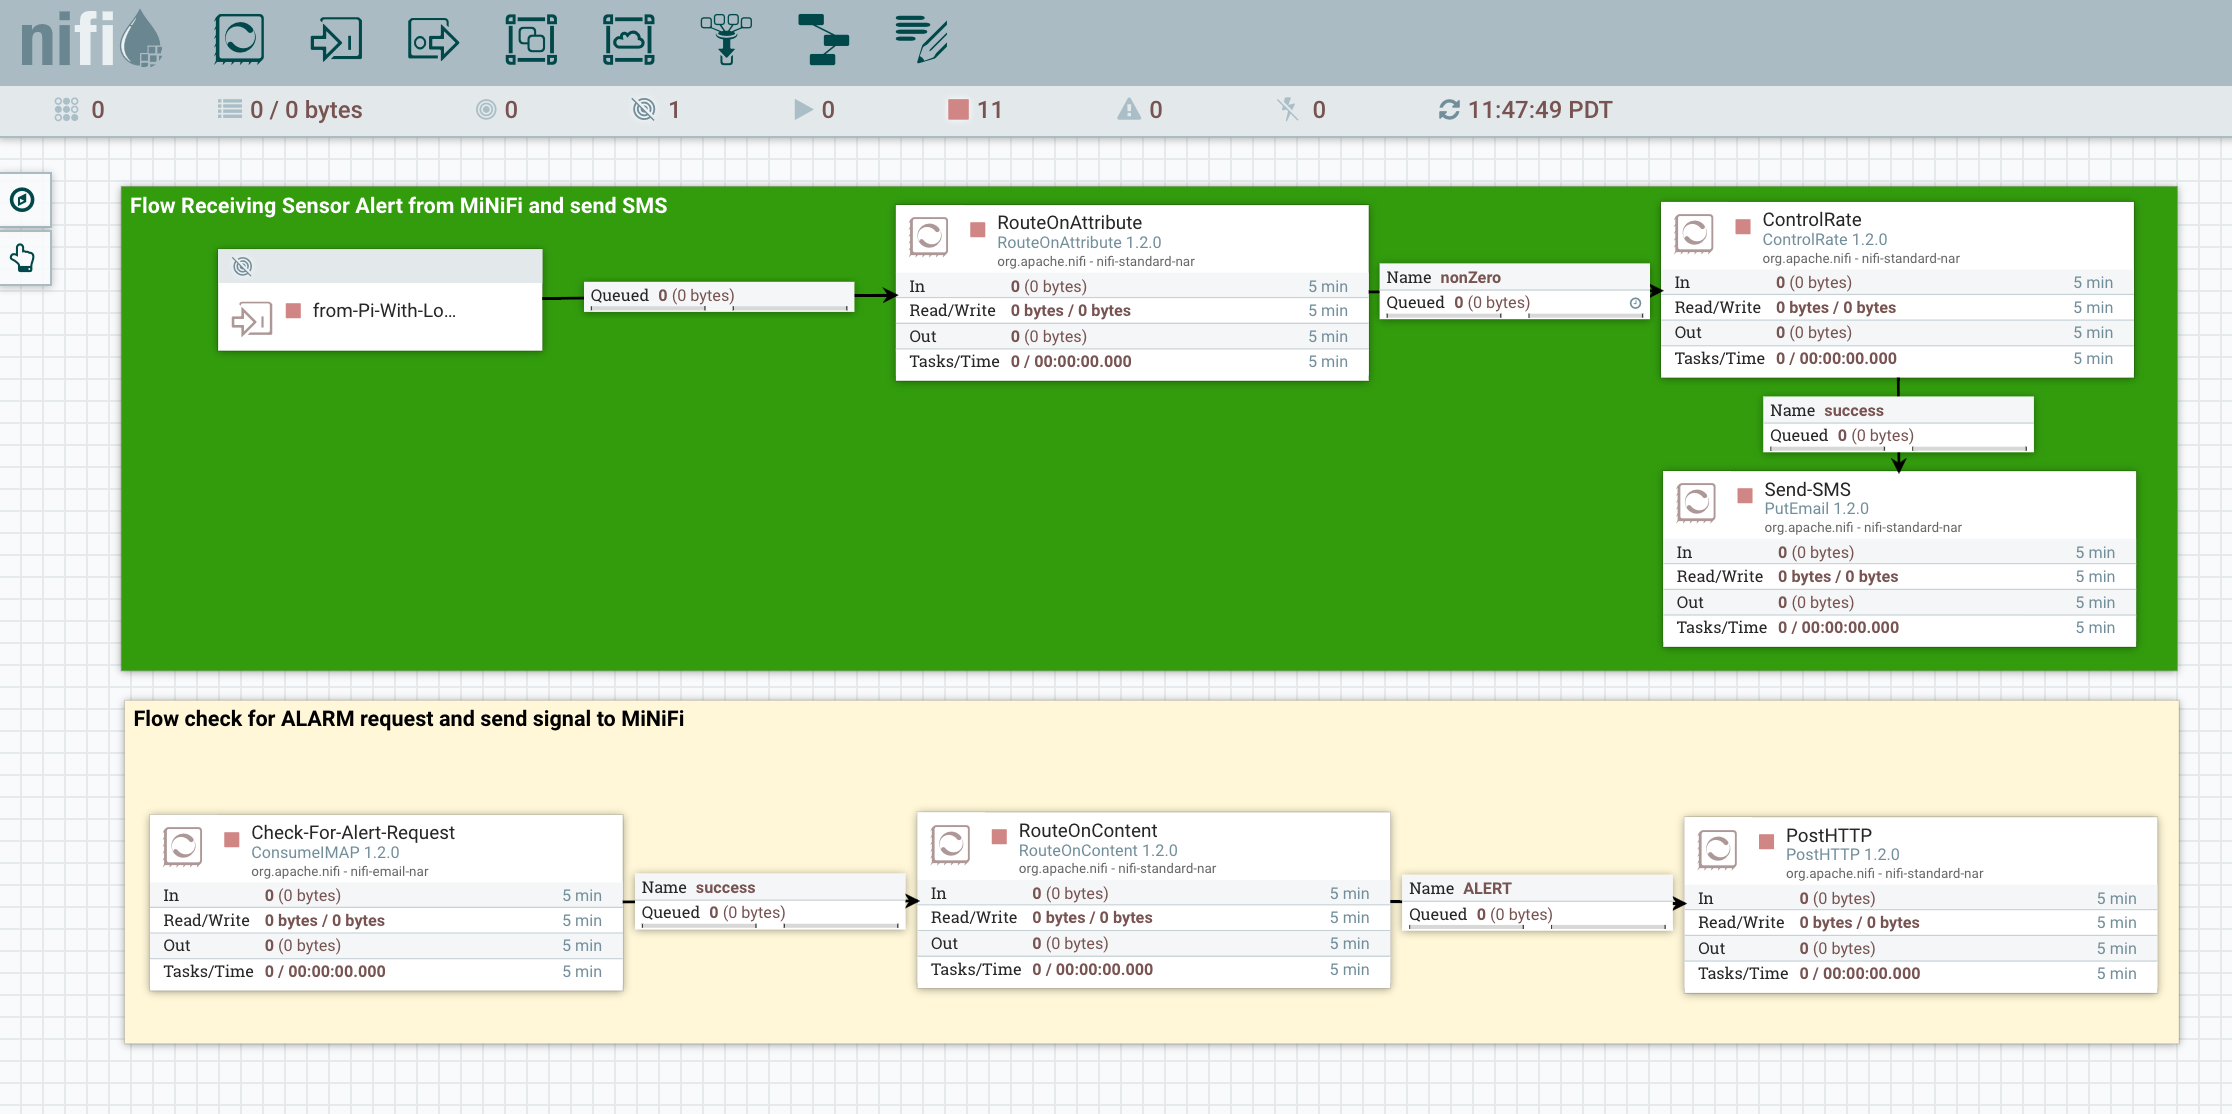 nifi
0
0 / 0 bytes
0
1
0
11
0
0
11:47:49 PDT
Flow Receiving Sensor Alert from MiNiFi and send SMS
from-Pi-With-Lo...
Queued 0 (0 bytes)
RouteOnAttribute
RouteOnAttribute 1.2.0
org.apache.nifi - nifi-standard-nar
In 0 (0 bytes) 5 min
Read/Write 0 bytes / 0 bytes 5 min
Out 0 (0 bytes) 5 min
Tasks/Time 0 / 00:00:00.000 5 min
Name nonZero
Queued 0 (0 bytes)
ControlRate
ControlRate 1.2.0
org.apache.nifi - nifi-standard-nar
In 0 (0 bytes) 5 min
Read/Write 0 bytes / 0 bytes 5 min
Out 0 (0 bytes) 5 min
Tasks/Time 0 / 00:00:00.000 5 min
Name success
Queued 0 (0 bytes)
Send-SMS
PutEmail 1.2.0
org.apache.nifi - nifi-standard-nar
In 0 (0 bytes) 5 min
Read/Write 0 bytes / 0 bytes 5 min
Out 0 (0 bytes) 5 min
Tasks/Time 0 / 00:00:00.000 5 min
Flow check for ALARM request and send signal to MiNiFi
Check-For-Alert-Request
ConsumeIMAP 1.2.0
org.apache.nifi - nifi-email-nar
In 0 (0 bytes) 5 min
Read/Write 0 bytes / 0 bytes 5 min
Out 0 (0 bytes) 5 min
Tasks/Time 0 / 00:00:00.000 5 min
Name success
Queued 0 (0 bytes)
RouteOnContent
RouteOnContent 1.2.0
org.apache.nifi - nifi-standard-nar
In 0 (0 bytes) 5 min
Read/Write 0 bytes / 0 bytes 5 min
Out 0 (0 bytes) 5 min
Tasks/Time 0 / 00:00:00.000 5 min
Name ALERT
Queued 0 (0 bytes)
PostHTTP
PostHTTP 1.2.0
org.apache.nifi - nifi-standard-nar
In 0 (0 bytes) 5 min
Read/Write 0 bytes / 0 bytes 5 min
Out 0 (0 bytes) 5 min
Tasks/Time 0 / 00:00:00.000 5 min